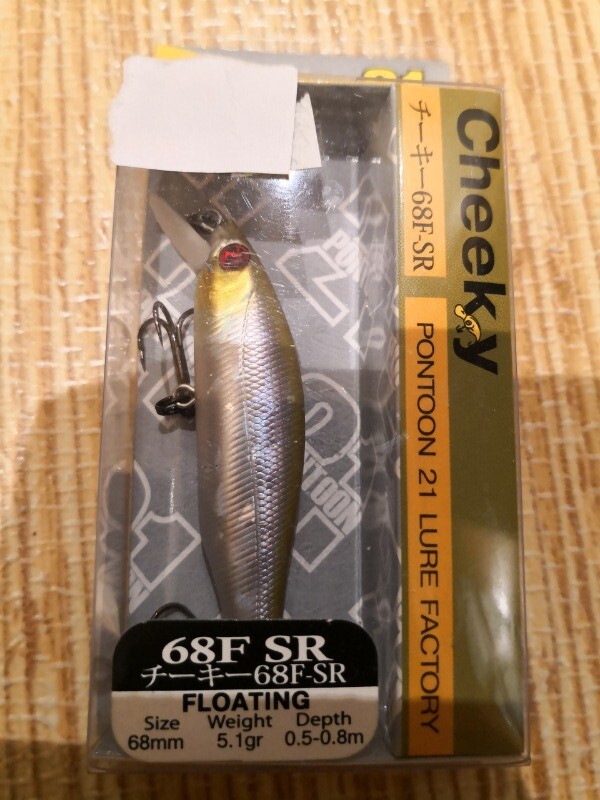 21
Cheeky
チーキー68F-SR
PONTOON 21 LURE FACTORY
68F SR
チーキー68F-SR
FLOATING
Size Weight Depth
68mm 5.1gr 0.5-0.8m